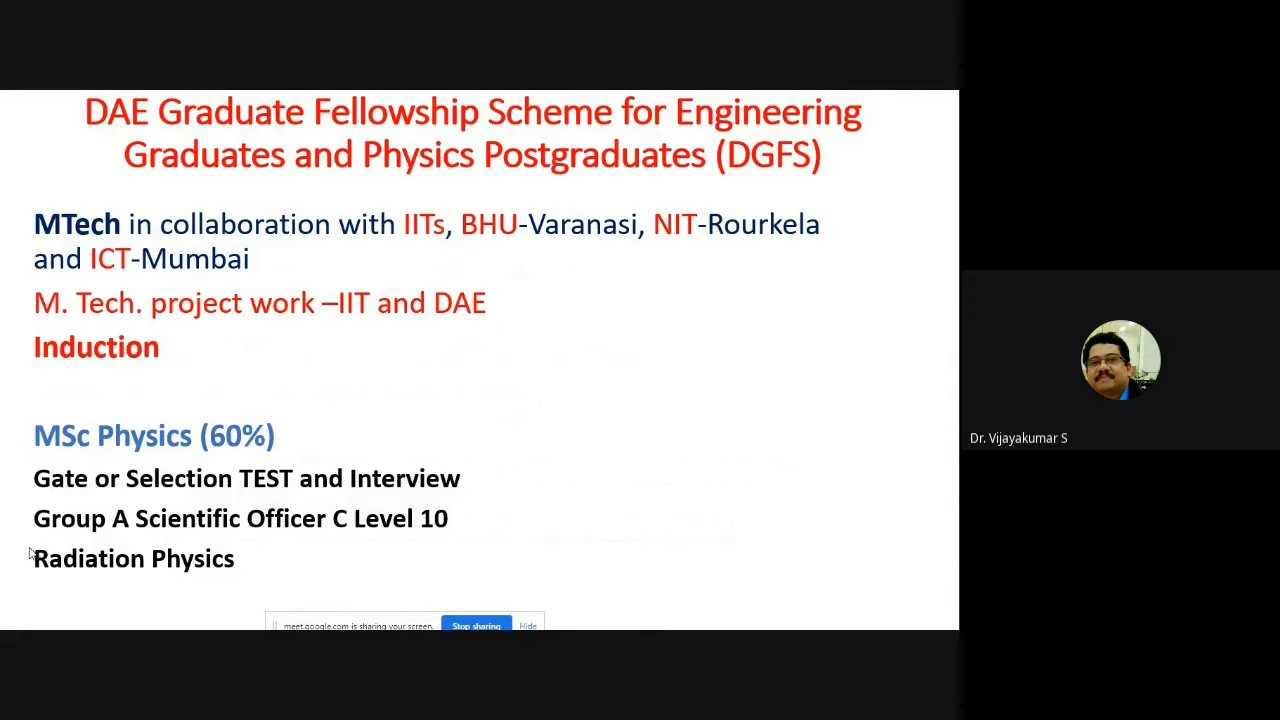 DAE Graduate Fellowship Scheme for Engineering
Graduates and Physics Postgraduates (DGFS)
MTech in collaboration with IITs, BHU-Varanasi, NIT-Rourkela
and ICT-Mumbai
M. Tech. project work –IIT and DAE
Induction
MSc Physics (60%)
Gate or Selection TEST and Interview
Group A Scientific Officer C Level 10
Radiation Physics
meet.google.com is sharing your screen. Stop sharing Hide
Dr. Vijayakumar S